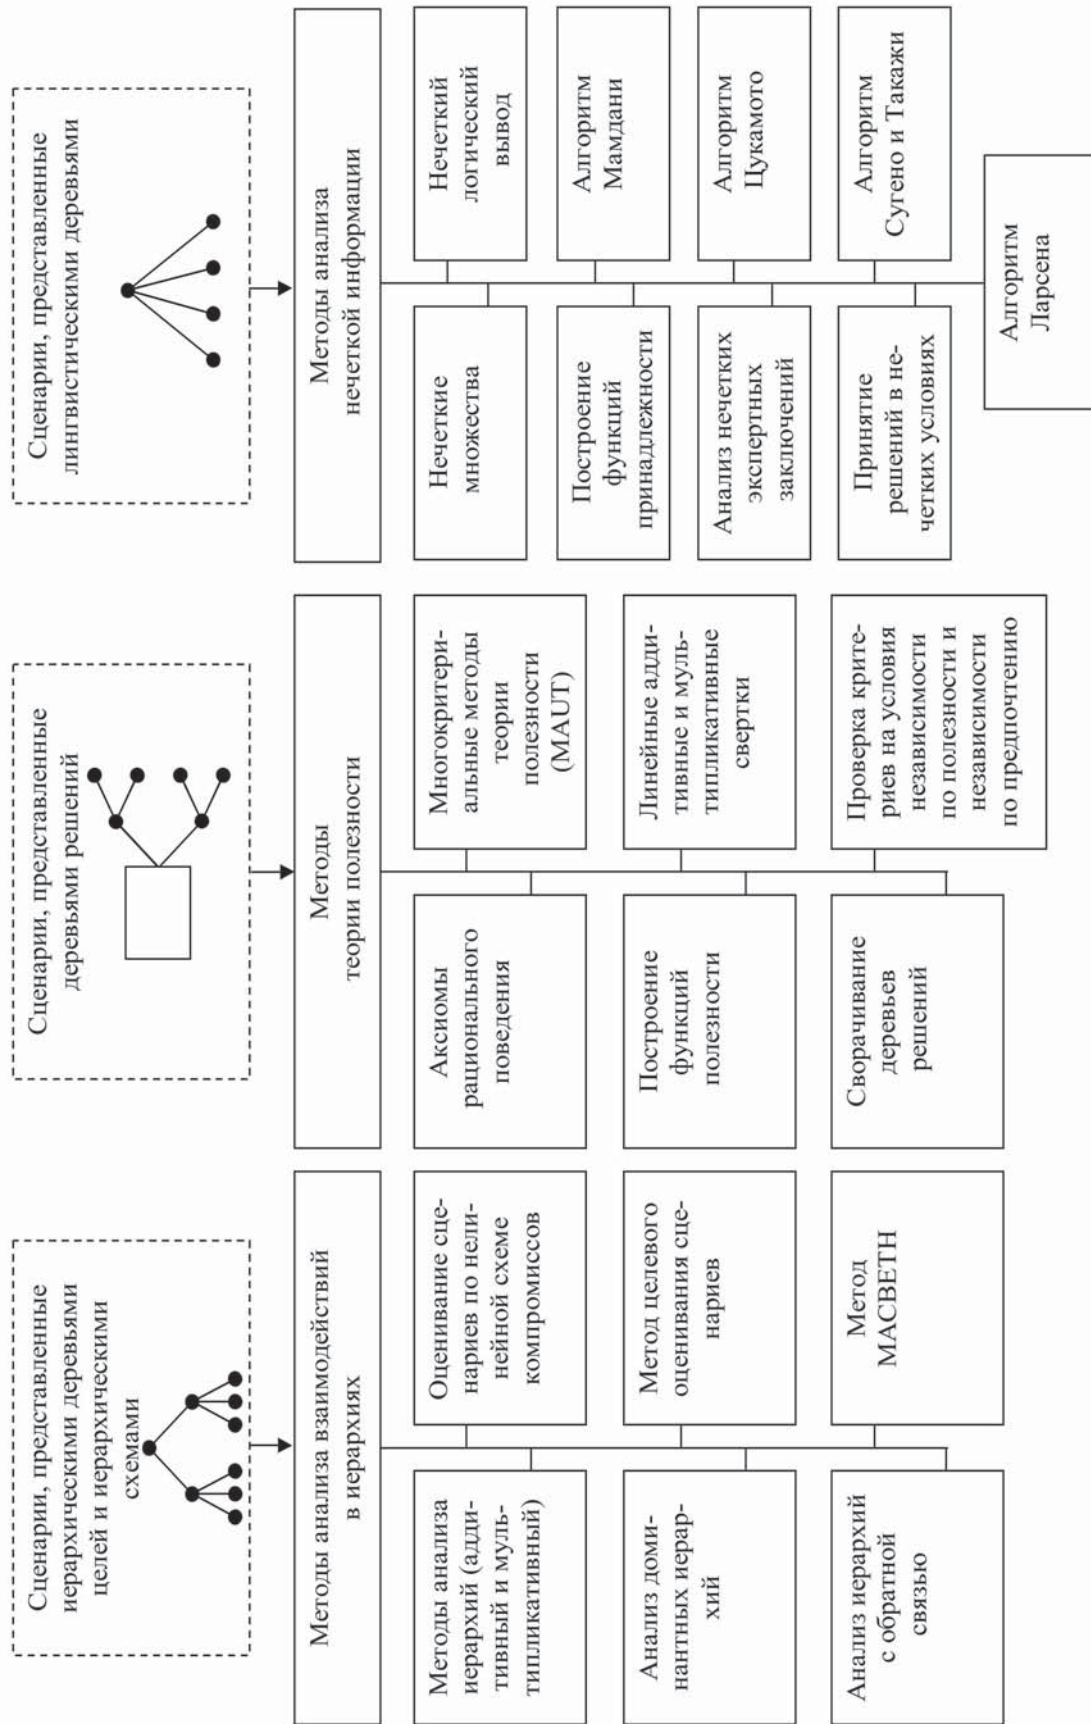 Сценарии, представленные
иерархическими деревьями
целей и иерархическими
схемами
Методы анализа взаимодействий
в иерархиях
Методы анализа
иерархий (адди-
тивный и муль-
типликативный)
Оценивание сце-
нариев по нели-
нейной схеме
компромиссов
Анализ доми-
нантных иерар-
хий
Метод целевого
оценивания сце-
нариев
Анализ иерархий
с обратной
связью
Метод
MACBETH
Сценарии, представленные
деревьями решений
Методы
теории полезности
Аксиомы
рационального
поведения
Многокритери-
альные методы
теории
полезности
(MAUT)
Построение
функций
полезности
Линейные адди-
тивные и муль-
типликативные
свертки
Сворачивание
деревьев
решений
Проверка крите-
риев на условия
независимости
по полезности и
независимости
по предпочтению
Сценарии, представленные
лингвистическими деревьями
Методы анализа
нечеткой информации
Нечеткие
множества
Нечеткий
логический
вывод
Построение
функций
принадлежности
Алгоритм
Мамдани
Анализ нечетких
экспертных
заключений
Алгоритм
Цукамото
Принятие
решений в не-
четких условиях
Алгоритм
Сугено и Такажи
Алгоритм
Ларсена